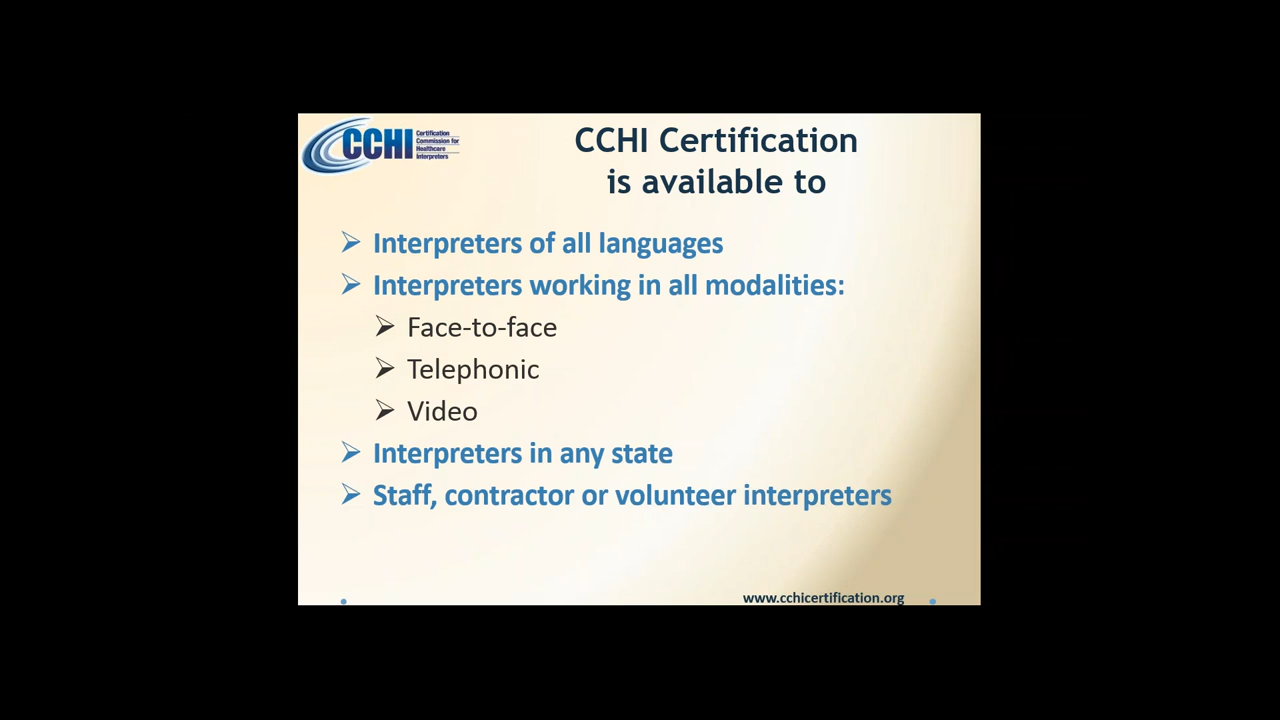 CCHI
Certification
Commission for
Healthcare
Interpreters
CCHI Certification
is available to
Interpreters of all languages
Interpreters working in all modalities:
Face-to-face
Telephonic
Video
Interpreters in any state
Staff, contractor or volunteer interpreters
www.cchicertification.org